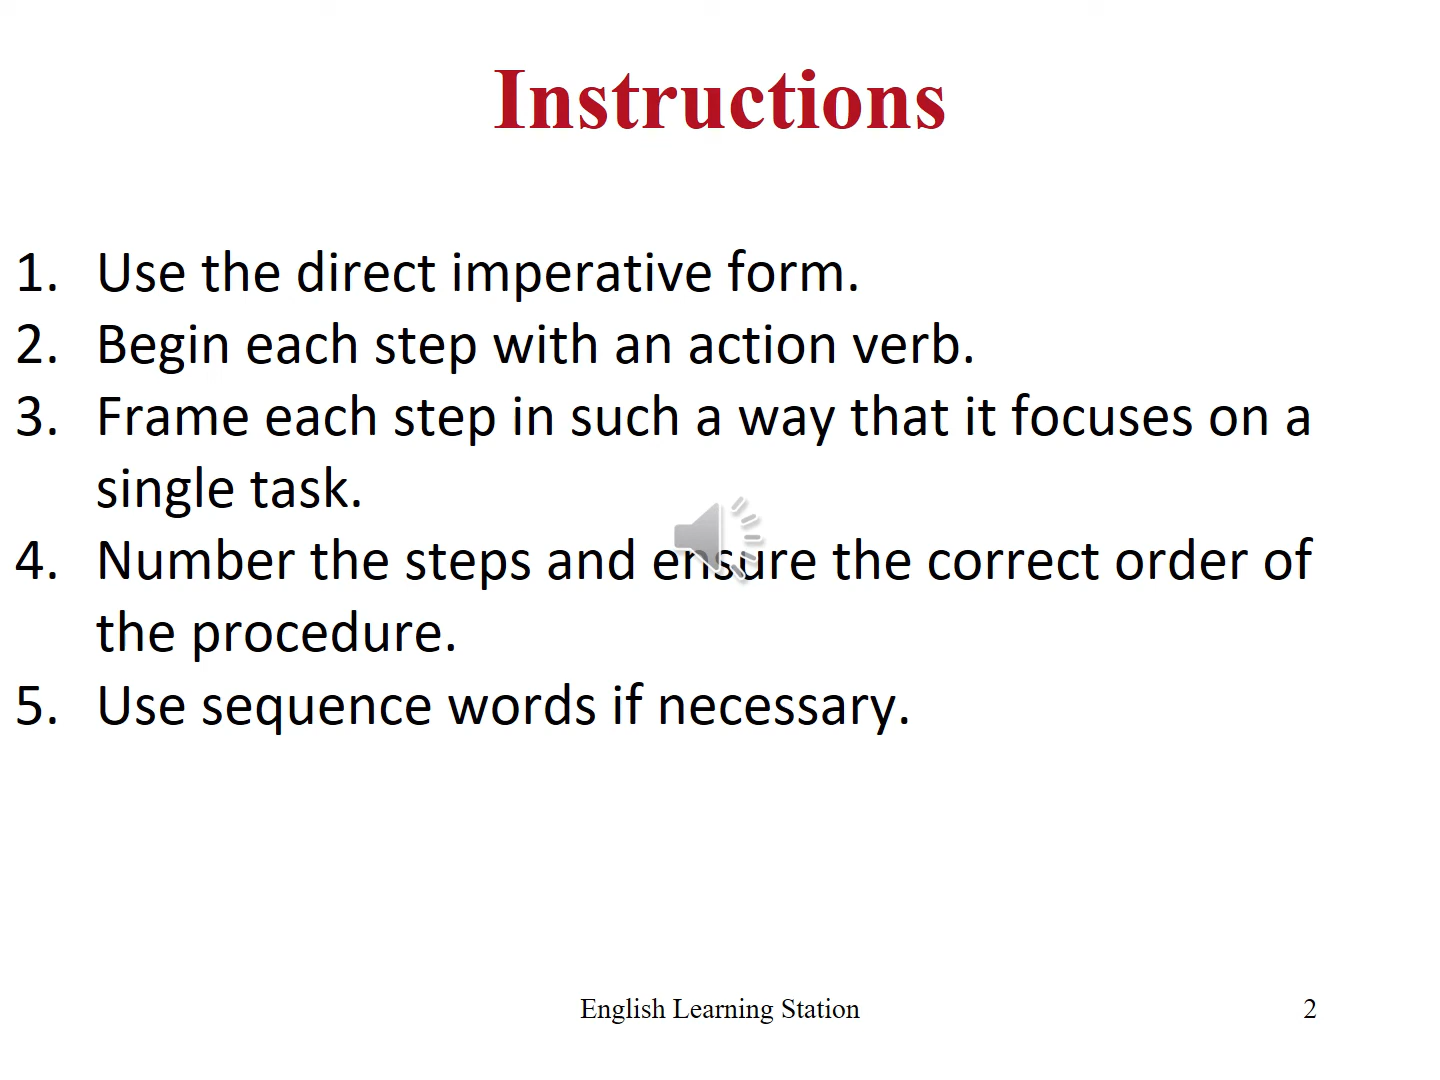 Instructions
1. Use the direct imperative form.
2. Begin each step with an action verb.
3. Frame each step in such a way that it focuses on a
single task.
4. Number the steps and ensure the correct order of
the procedure.
5. Use sequence words if necessary.
English Learning Station
2